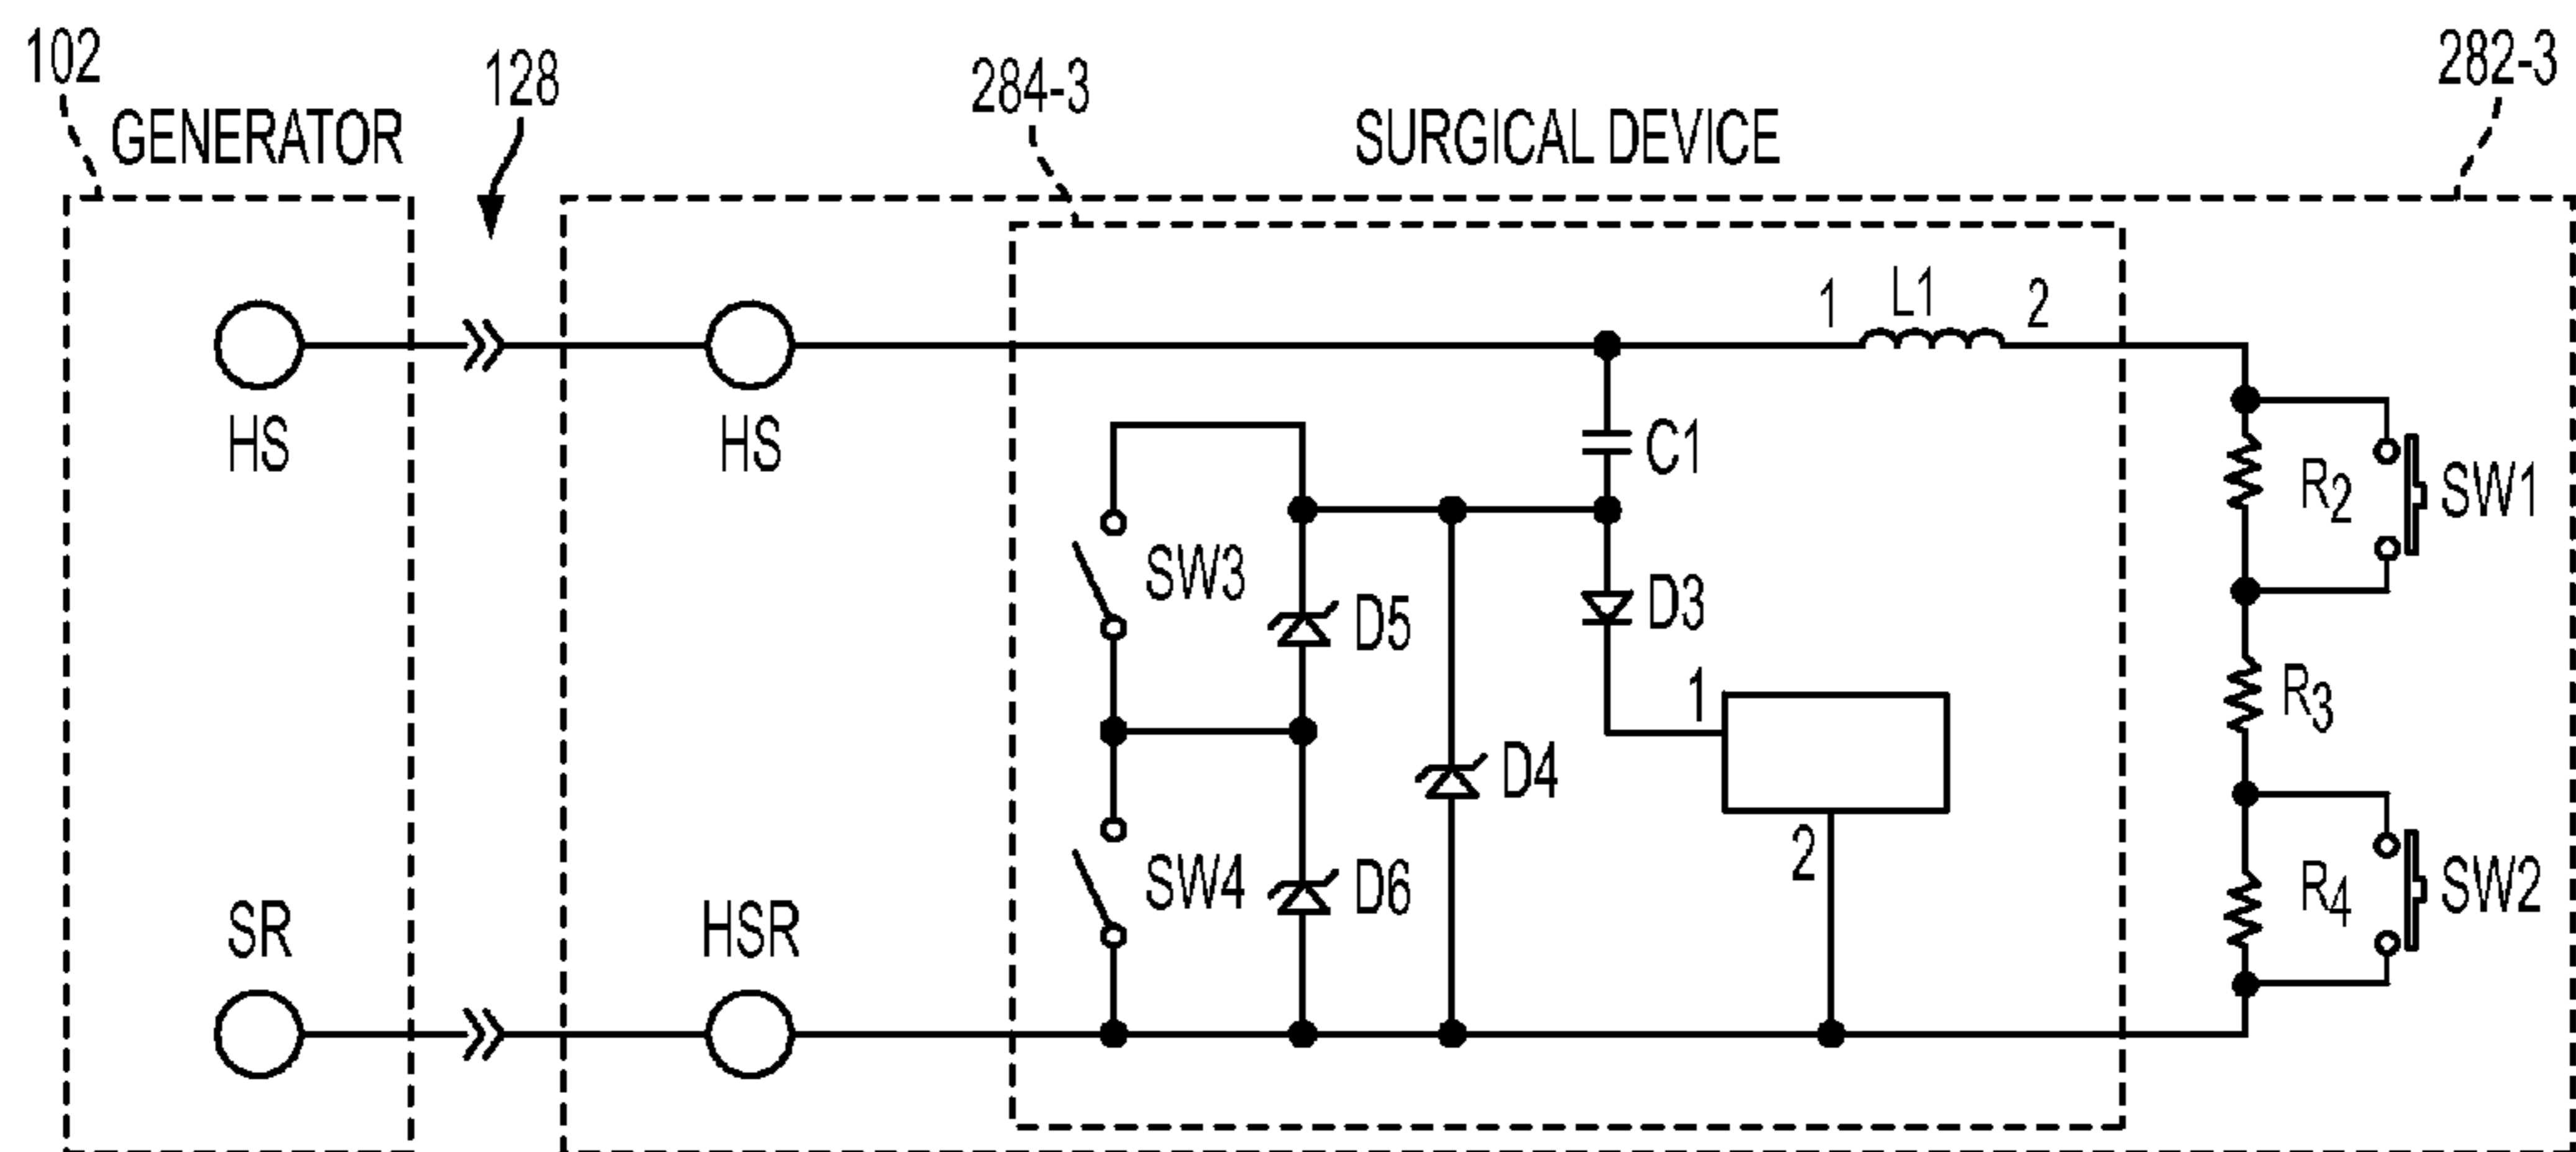 102
128
284-3
282-3
GENERATOR
SURGICAL DEVICE
1
L1
2
HS
HS
C1
R2
SW1
SW3
D5
D3
1
R3
D4
2
SW4
D6
R4
SW2
SR
HSR